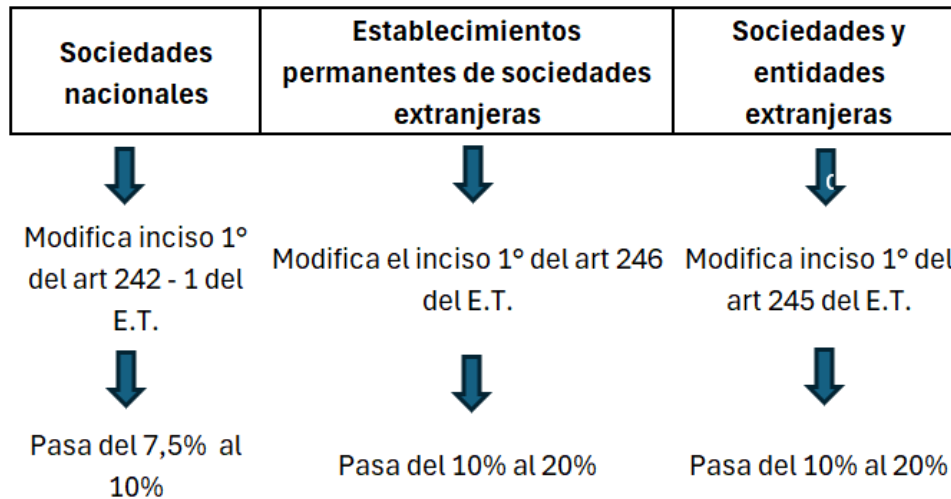 Sociedades
nacionales
Establecimientos
permanentes de sociedades
extranjeras
Sociedades y
entidades
extranjeras
Modifica inciso 1°
del art 242 - 1 del
E.T.
Modifica el inciso 1° del art 246
del E.T.
Modifica inciso 1° del
art 245 del E.T.
Pasa del 7,5% al
10%
Pasa del 10% al 20%
Pasa del 10% al 20%